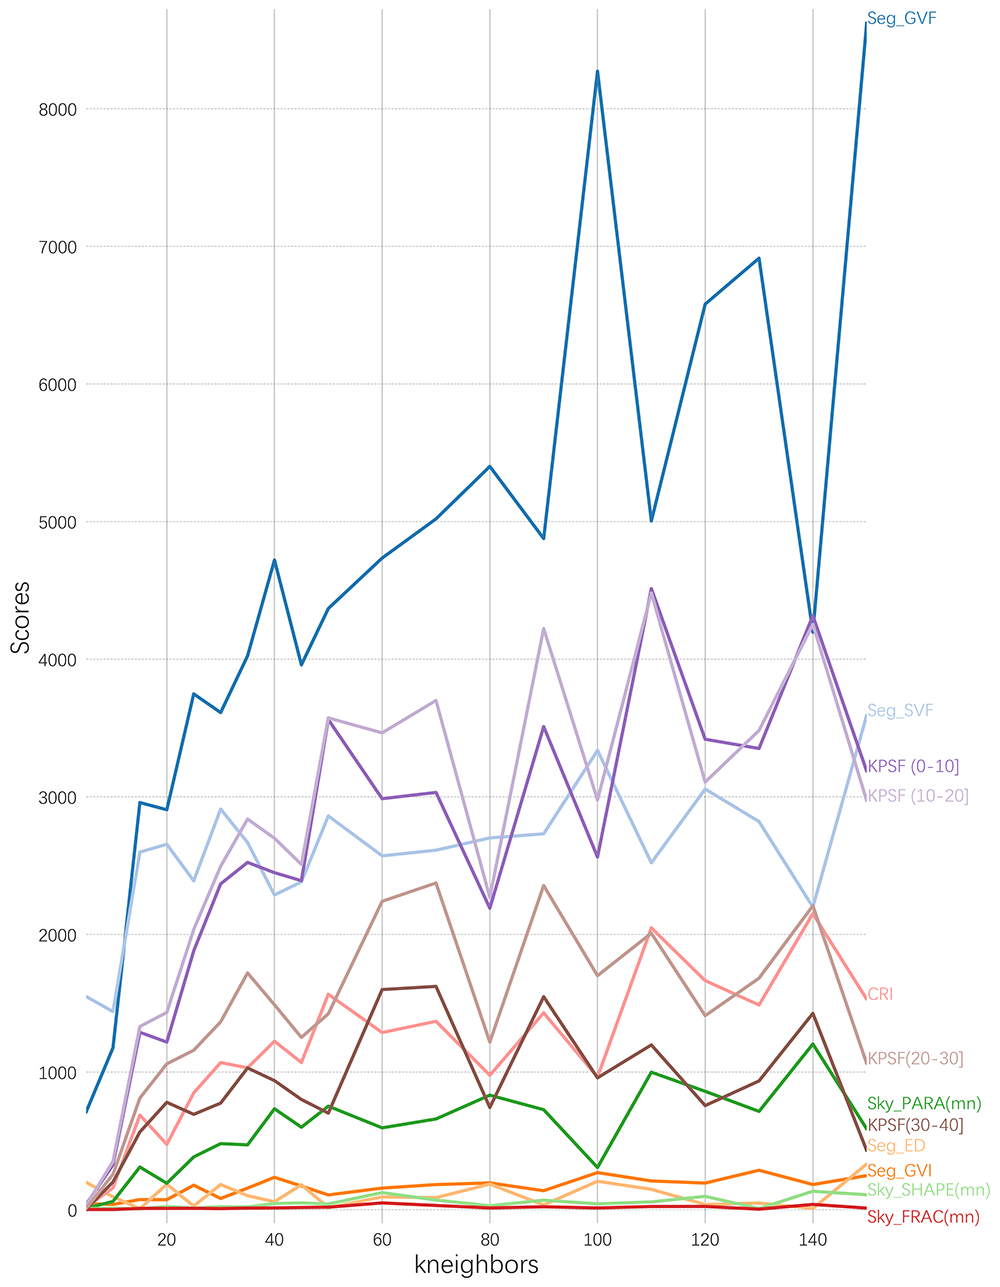 Seg_GVF
8000
7000
6000
5000
Scores
4000
Seg_SVF
KPSF (0-10]
3000
KPSF (10-20]
2000
CRI
1000
KPSF(20-30]
Sky_PARA(mn)
KPSF(30-40]
Seg_ED
Seg_GVI
Sky_SHAPE(mn)
0
Sky_FRAC(mn)
20 40 60 80 100 120 140
kneighbors